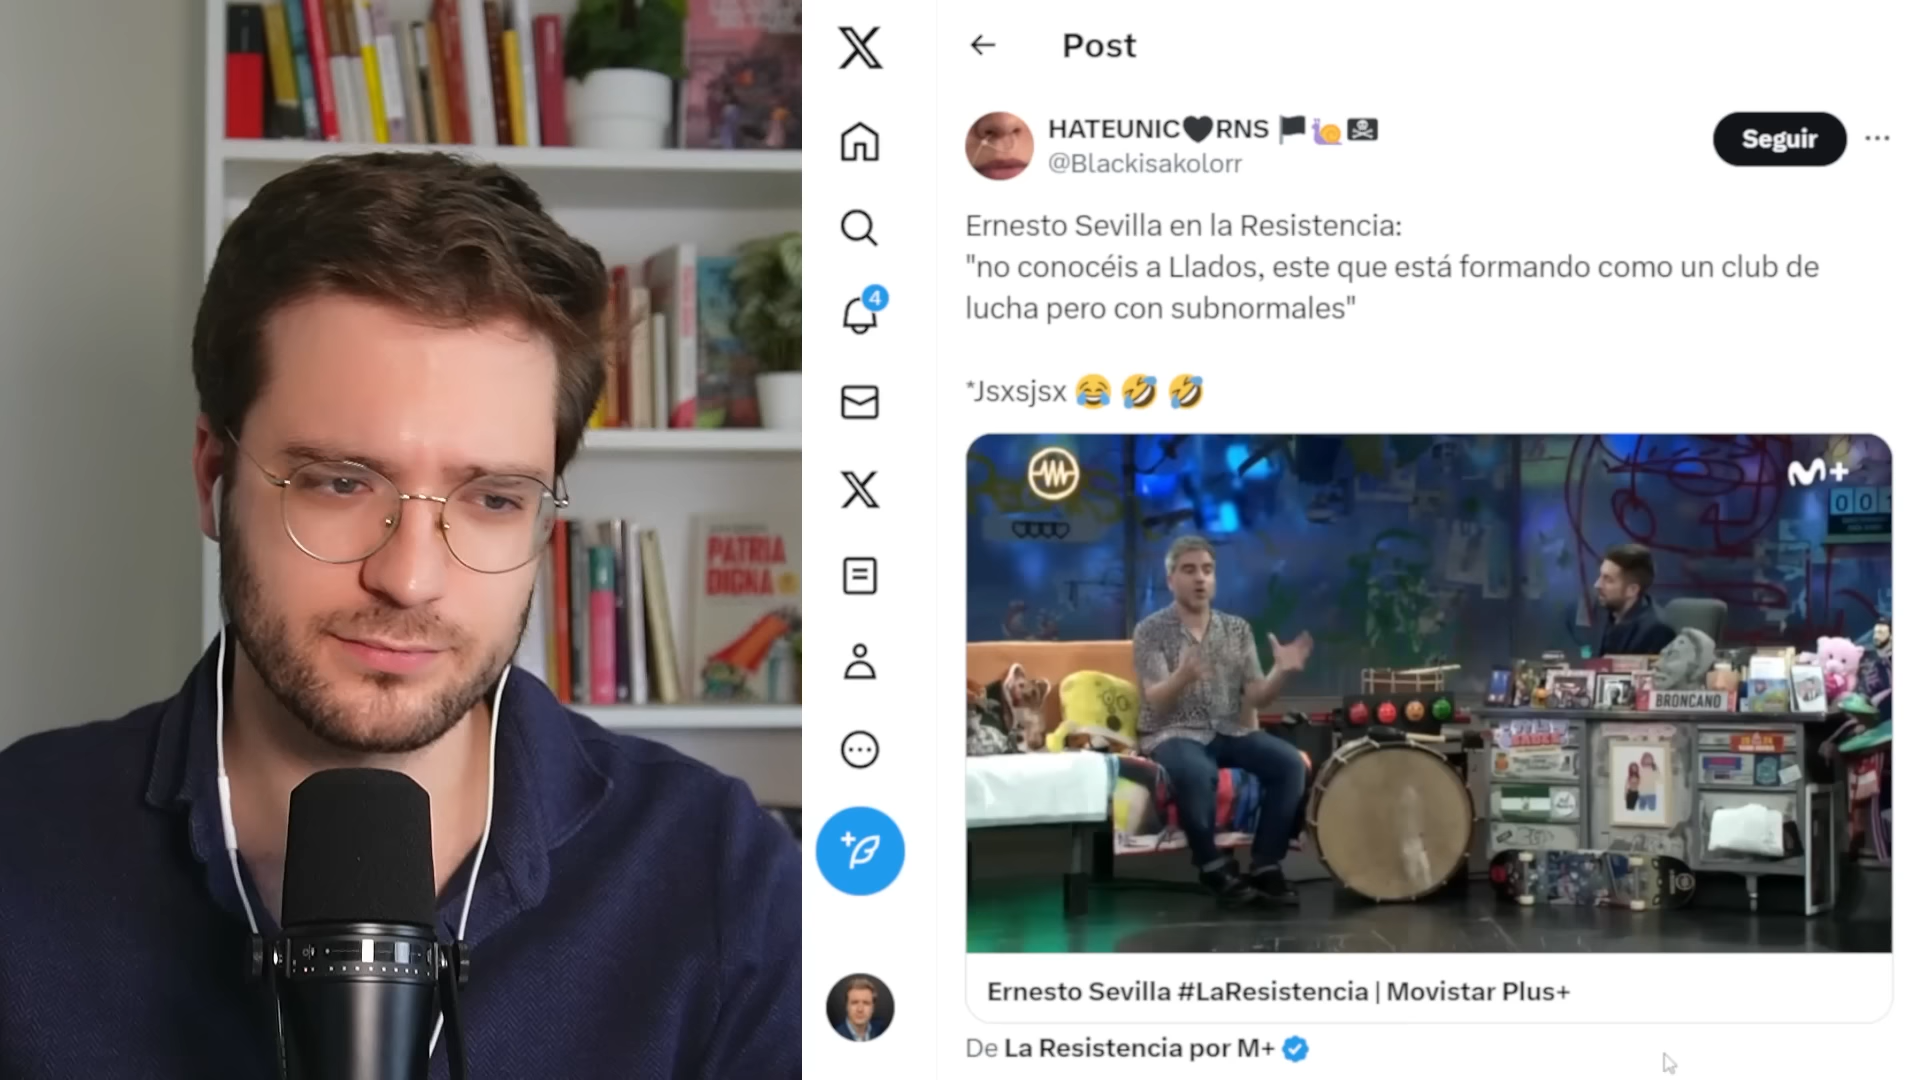 PATRIA
DIGNA
4
Post
HATEUNIC🖤RNS 🏴🐌🏴‍☠️
Seguir
@Blackisakolorr
Ernesto Sevilla en la Resistencia:
"no conocéis a Llados, este que está formando como un club de
lucha pero con subnormales"
*Jsxsjsx 😂 🤣 🤣
M+
00
BRONCANO
Ernesto Sevilla #LaResistencia | Movistar Plus+
De La Resistencia por M+